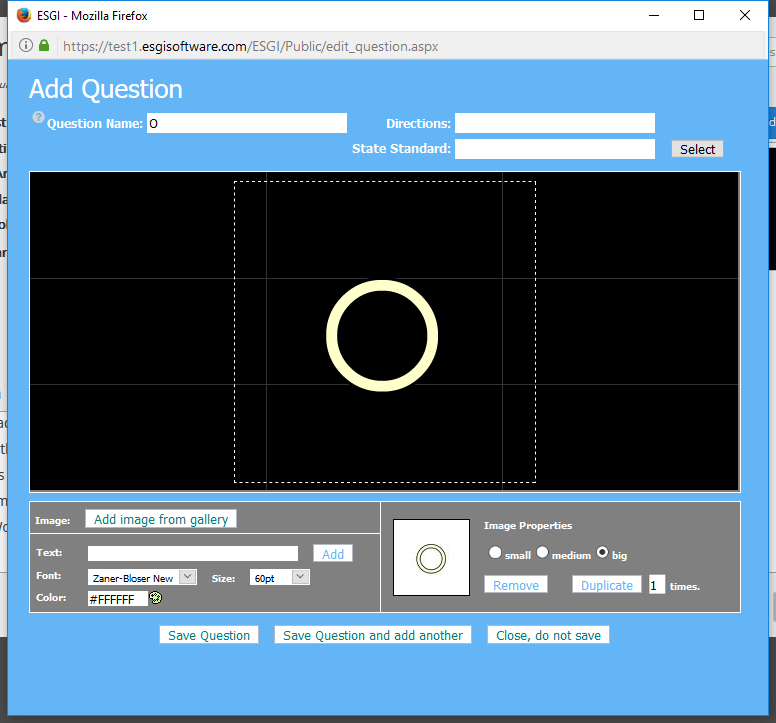 ESGI - Mozilla Firefox
https://test1.esgisoftware.com/ESGI/Public/edit_question.aspx
Add Question
? Question Name: O Directions:
State Standard: Select
Image: Add image from gallery
Text: Add
Font: Zaner-Bloser New Size: 60pt
Color: #FFFFFF
Image Properties
small medium big
Remove Duplicate 1 times.
Save Question Save Question and add another Close, do not save